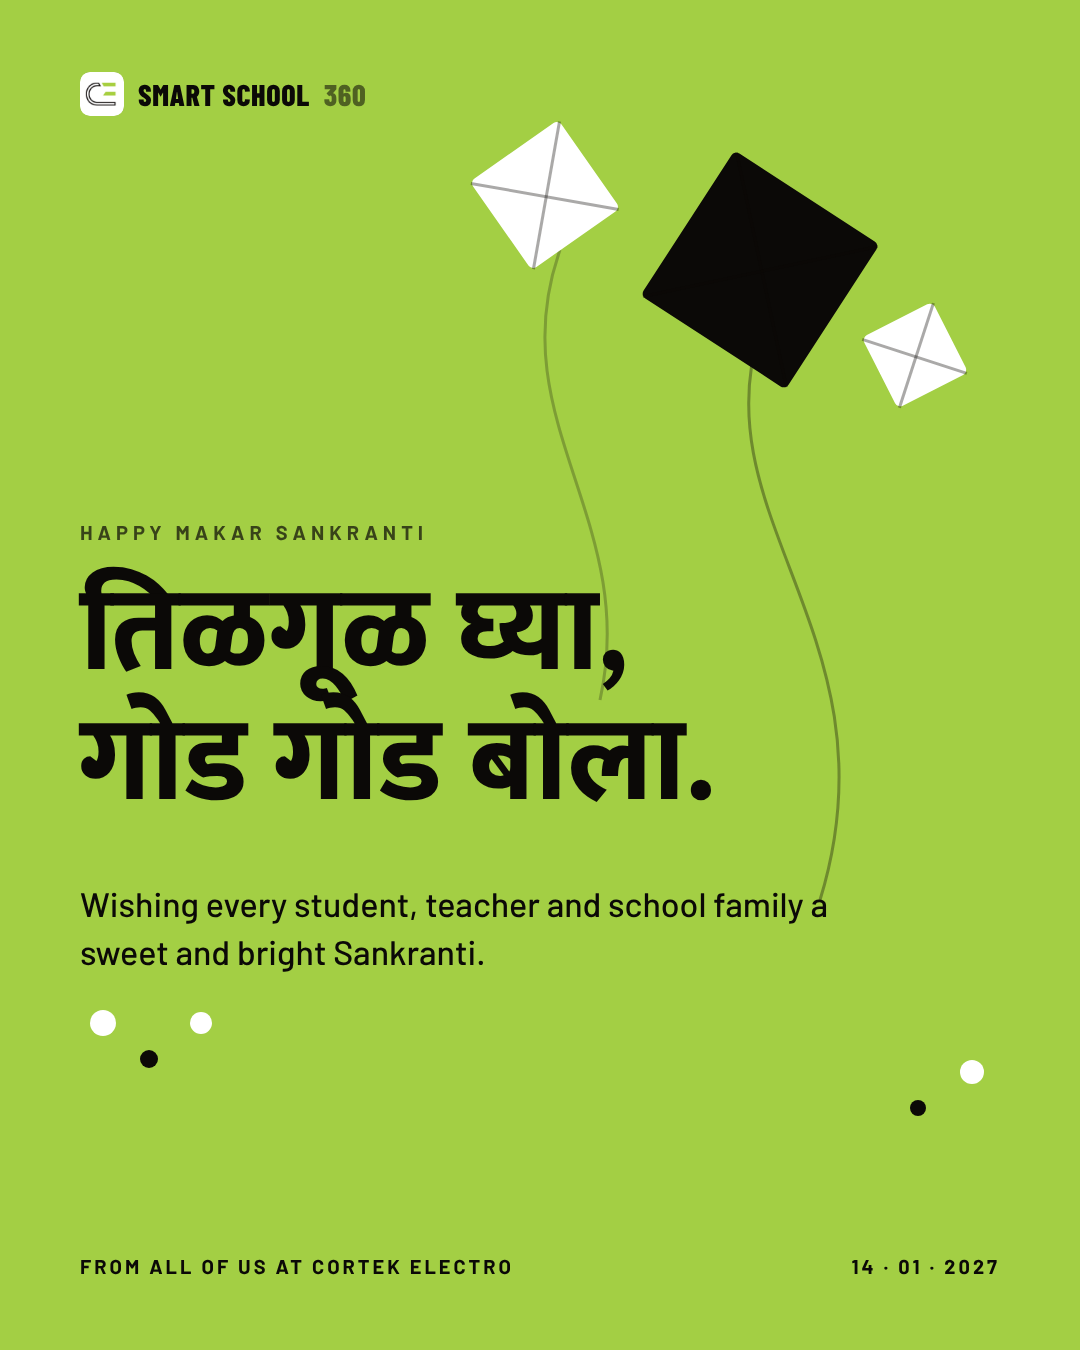 SMART SCHOOL 360
HAPPY MAKAR SANKRANTI
तिळगूळ घ्या,
गोड गोड बोला.
Wishing every student, teacher and school family a
sweet and bright Sankranti.
FROM ALL OF US AT CORTEK ELECTRO
14 · 01 · 2027